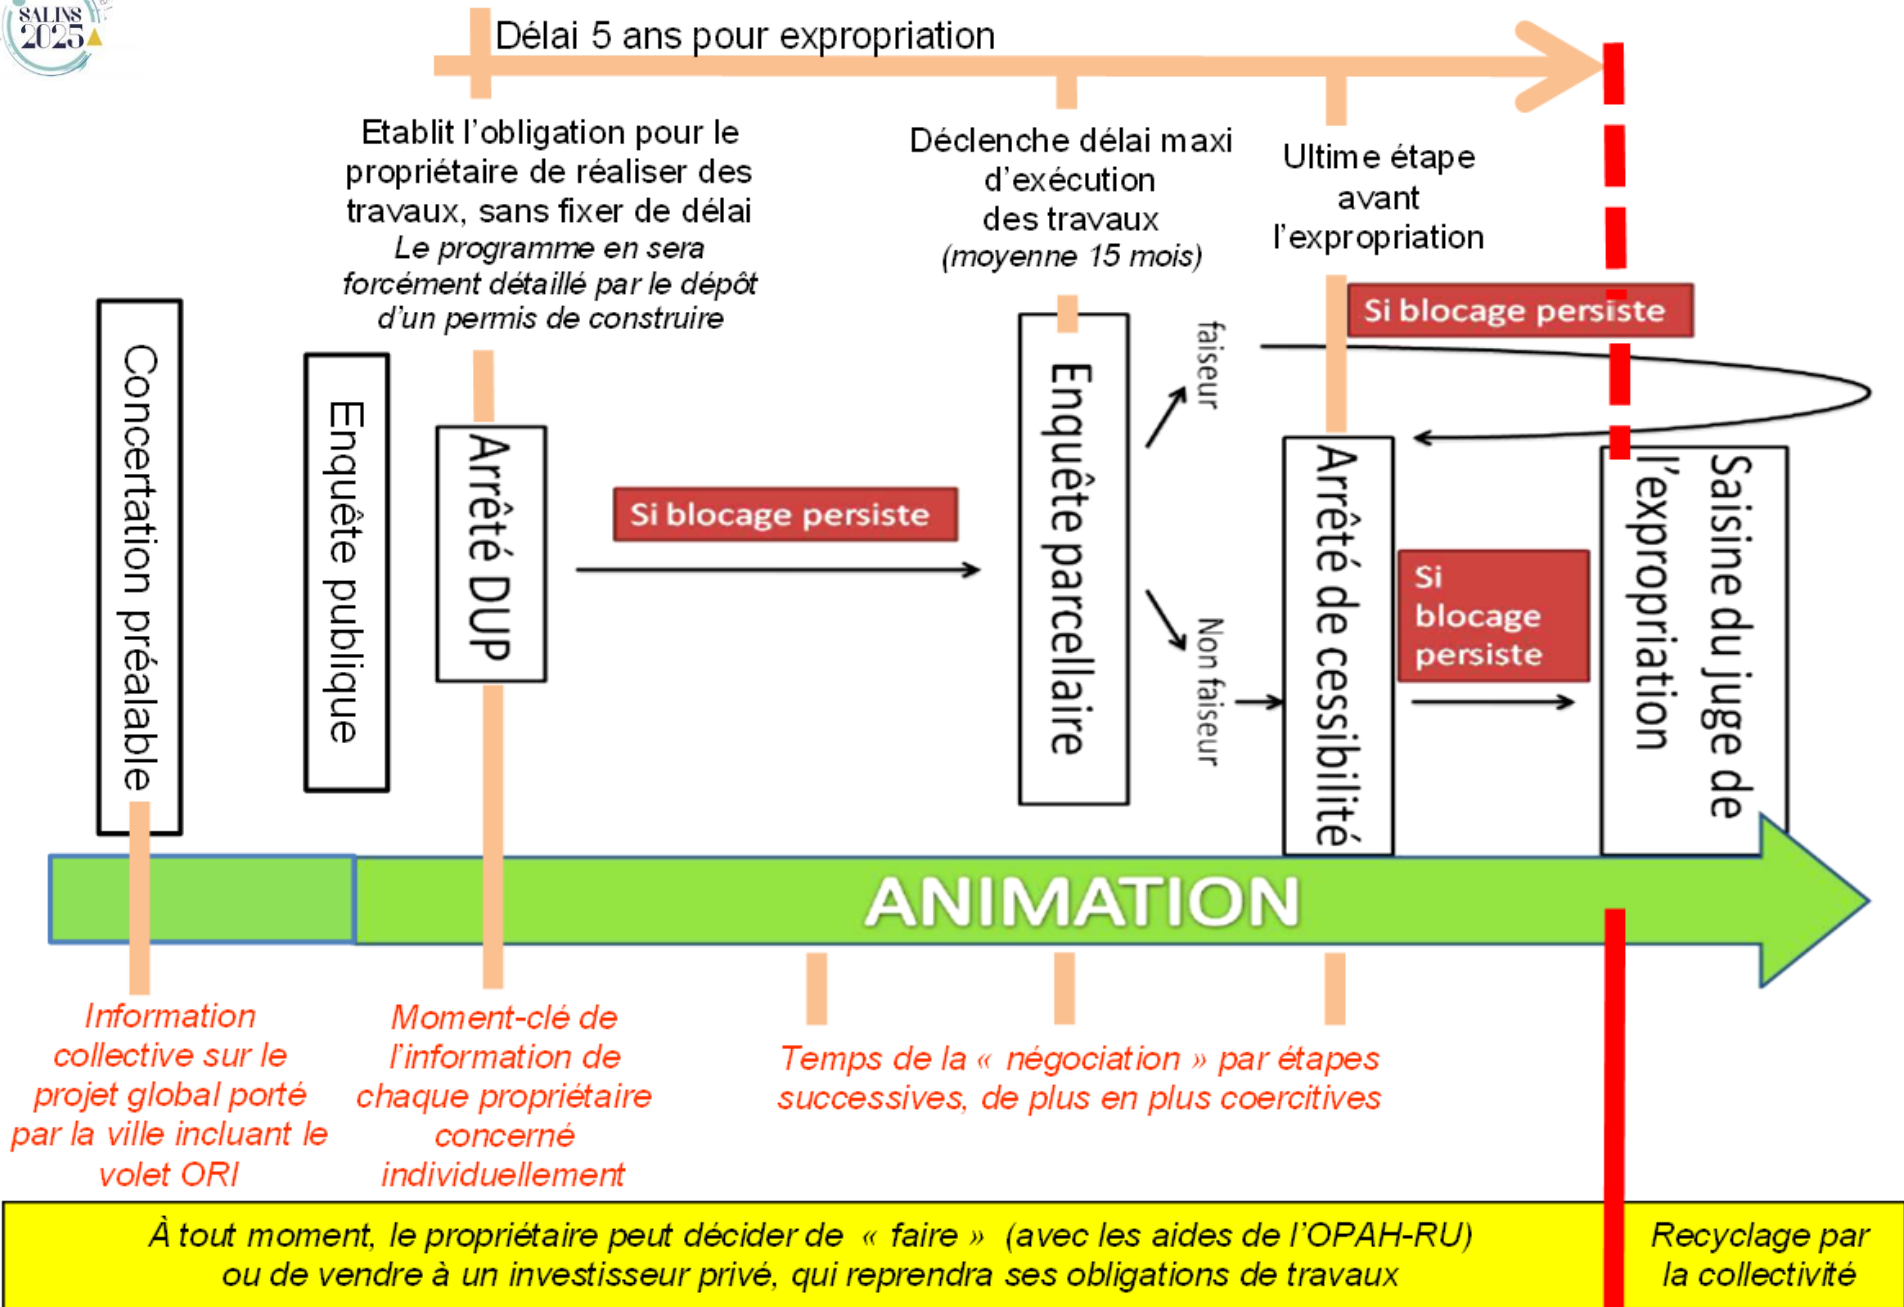 SALINS
2025
Délai 5 ans pour expropriation
Etablit l'obligation pour le
propriétaire de réaliser des
travaux, sans fixer de délai
Le programme en sera
forcément détaillé par le dépôt
d'un permis de construire
Déclenche délai maxi
d'exécution
des travaux
(moyenne 15 mois)
Ultime étape
avant
l'expropriation
Si blocage persiste
Concertation préalable
Enquête publique
Arrêté DUP
Si blocage persiste
Enquête parcellaire
faiseur
Non faiseur
Arrêté de cessibilité
Si
blocage
persiste
Saisine du juge de
l'expropriation
ANIMATION
Information
collective sur le
projet global porté
par la ville incluant le
volet ORI
Moment-clé de
l'information de
chaque propriétaire
concerné
individuellement
Temps de la « négociation » par étapes
successives, de plus en plus coercitives
À tout moment, le propriétaire peut décider de « faire » (avec les aides de l'OPAH-RU)
ou de vendre à un investisseur privé, qui reprendra ses obligations de travaux
Recyclage par
la collectivité